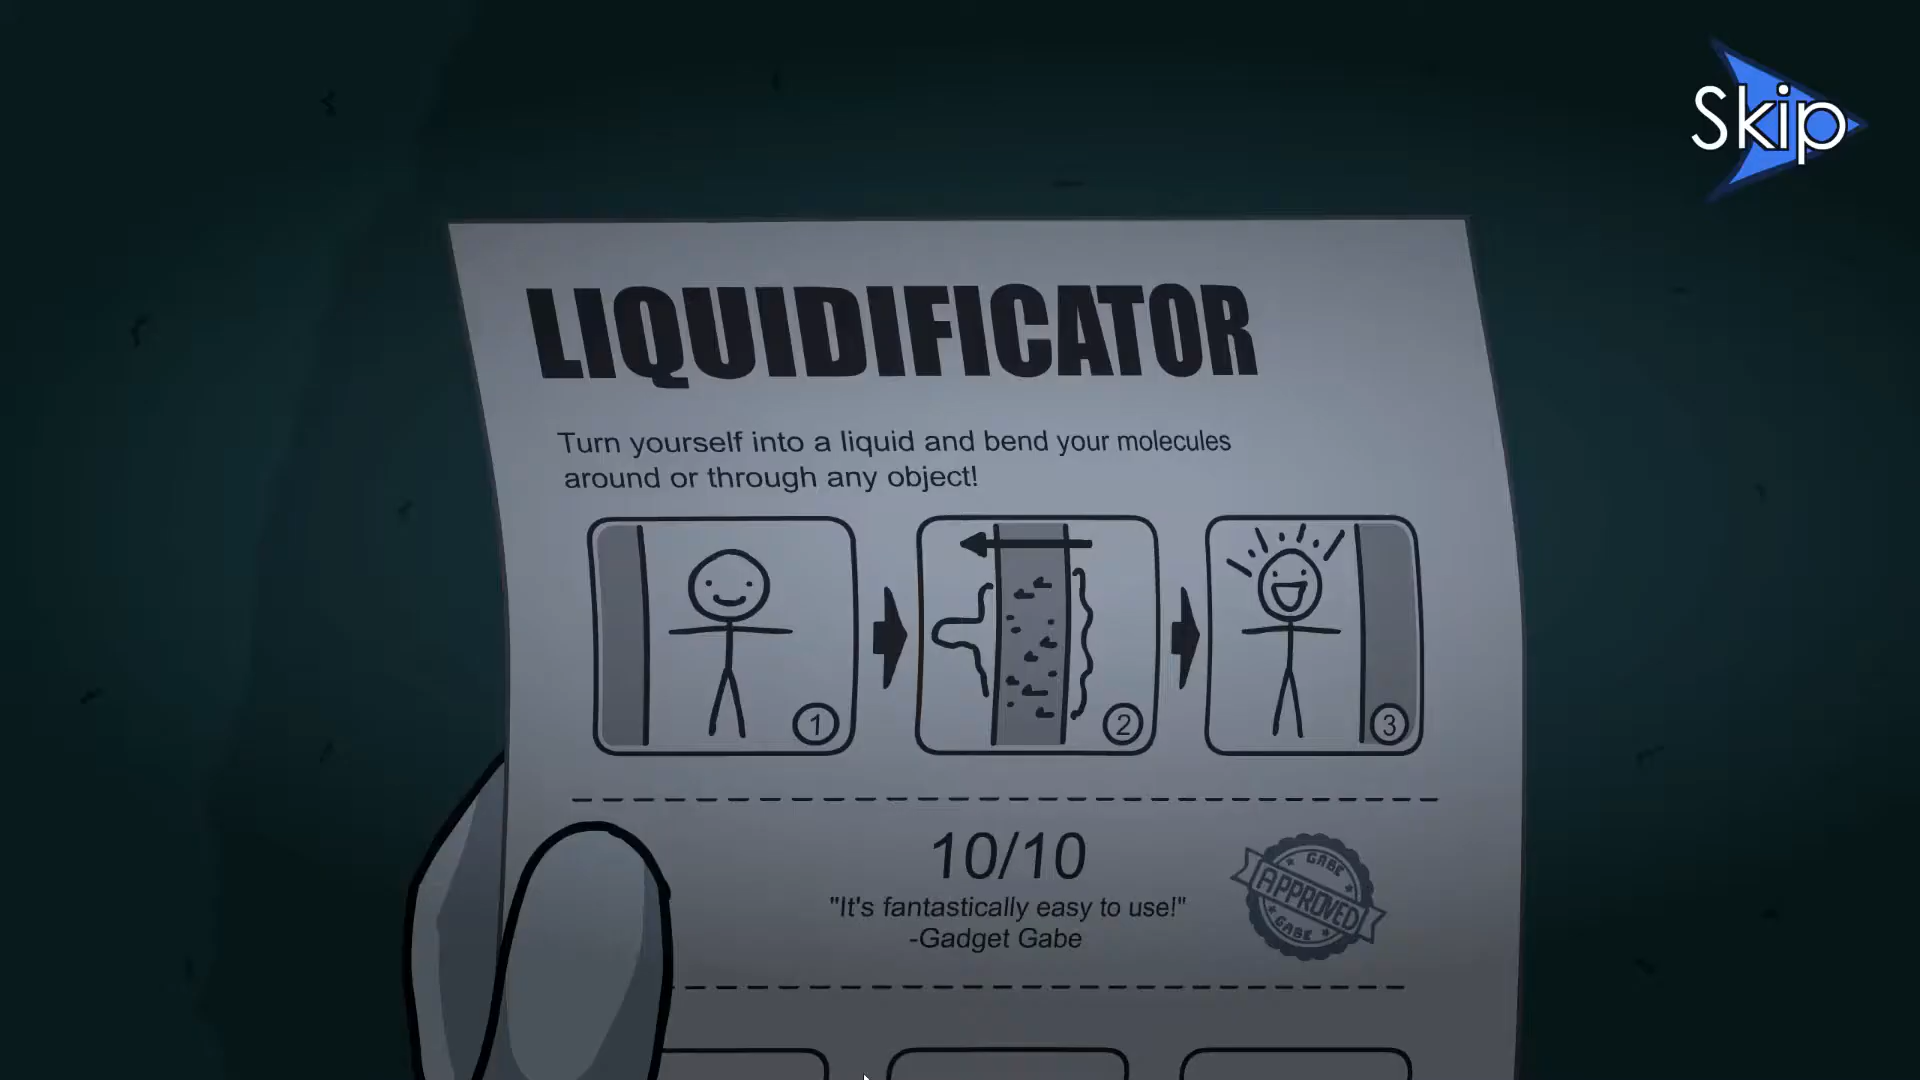 Skip
LIQUIDIFICATOR
Turn yourself into a liquid and bend your molecules
around or through any object!
1
2
3
10/10
"It's fantastically easy to use!"
-Gadget Gabe
GABE
APPROVED
GABE